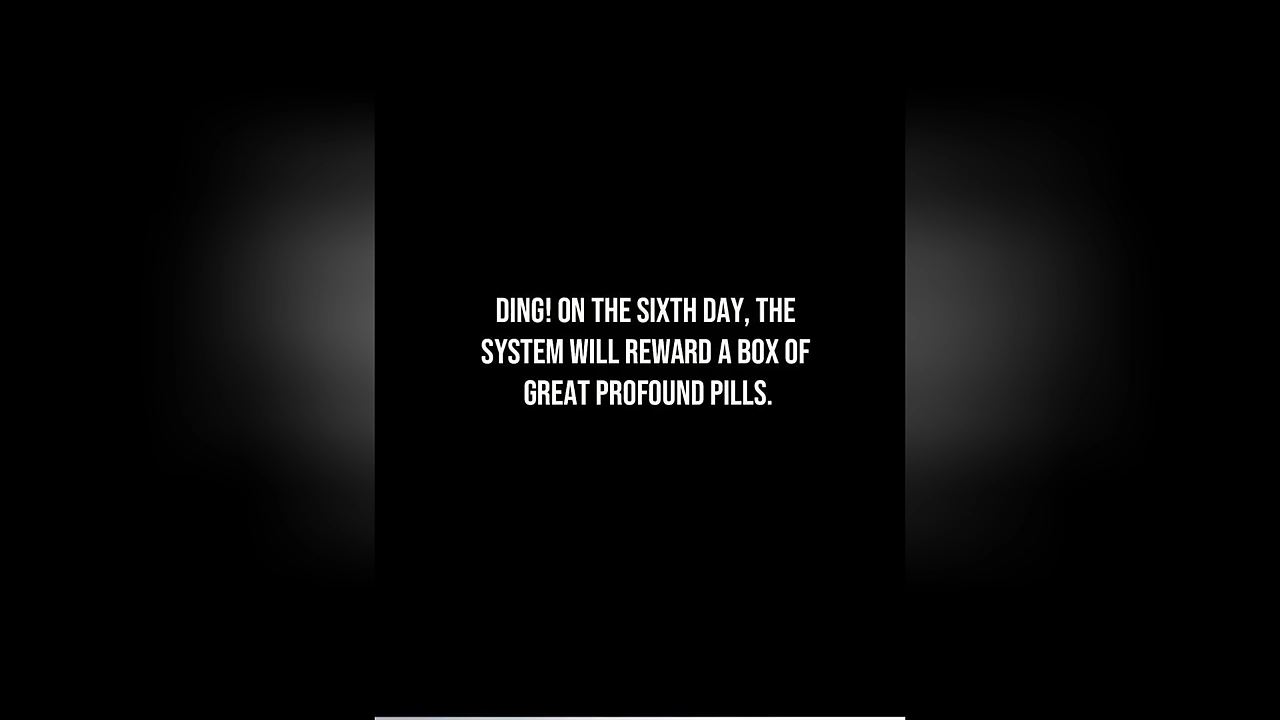 DING! ON THE SIXTH DAY, THE
SYSTEM WILL REWARD A BOX OF
GREAT PROFOUND PILLS.